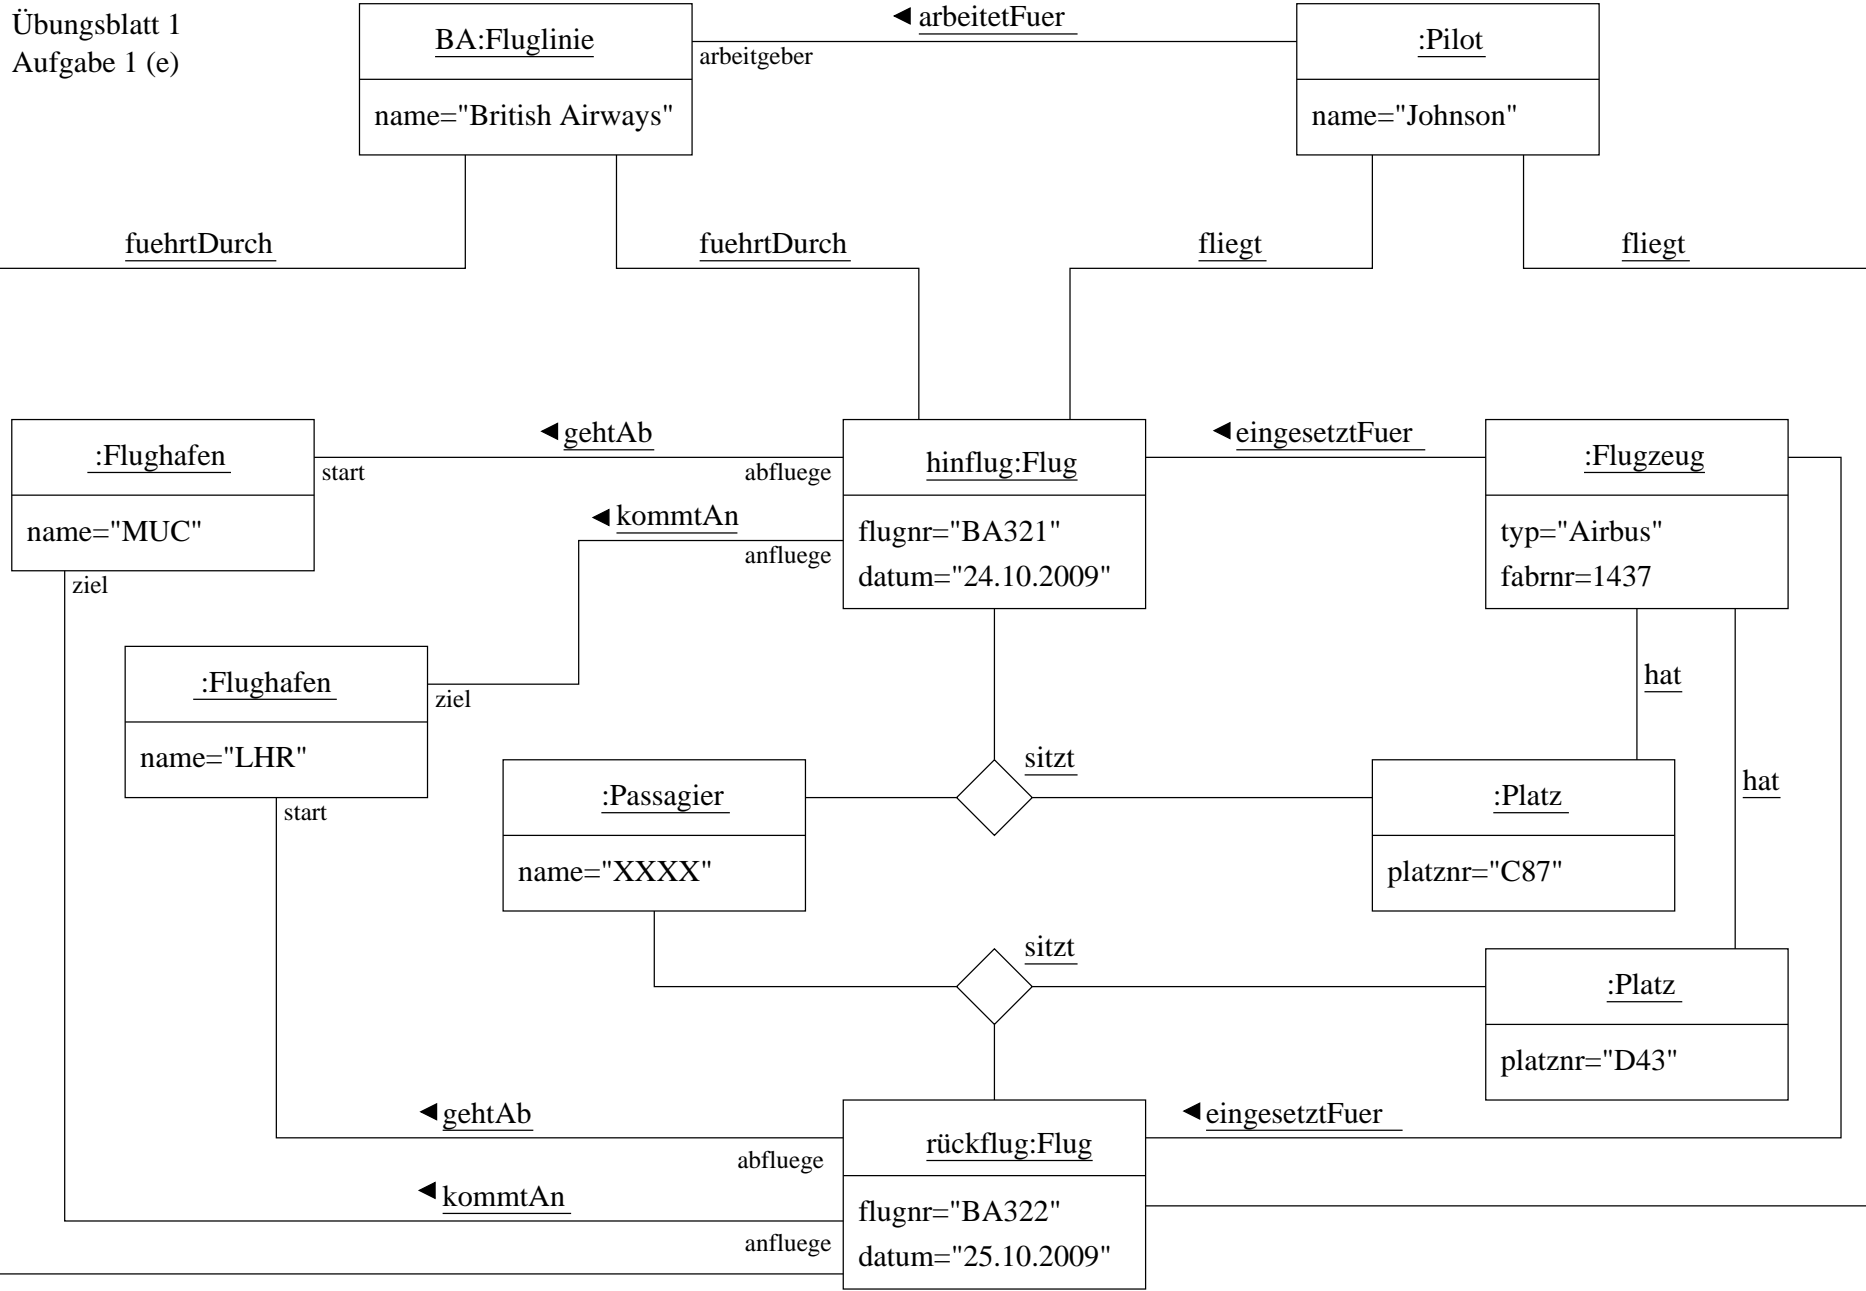 Übungsblatt 1
Aufgabe 1 (e)
BA:Fluglinie
name="British Airways"
◄ arbeitetFuer
arbeitgeber
:Pilot
name="Johnson"
fuehrtDurch
fuehrtDurch
fliegt
fliegt
:Flughafen
name="MUC"
start
ziel
◄ gehtAb
abfluege
◄ kommtAn
anfluege
hinflug:Flug
flugnr="BA321"
datum="24.10.2009"
◄ eingesetztFuer
:Flugzeug
typ="Airbus"
fabrnr=1437
:Flughafen
name="LHR"
ziel
start
hat
hat
sitzt
:Passagier
name="XXXX"
:Platz
platznr="C87"
sitzt
:Platz
platznr="D43"
◄ gehtAb
abfluege
◄ kommtAn
anfluege
rückflug:Flug
flugnr="BA322"
datum="25.10.2009"
◄ eingesetztFuer